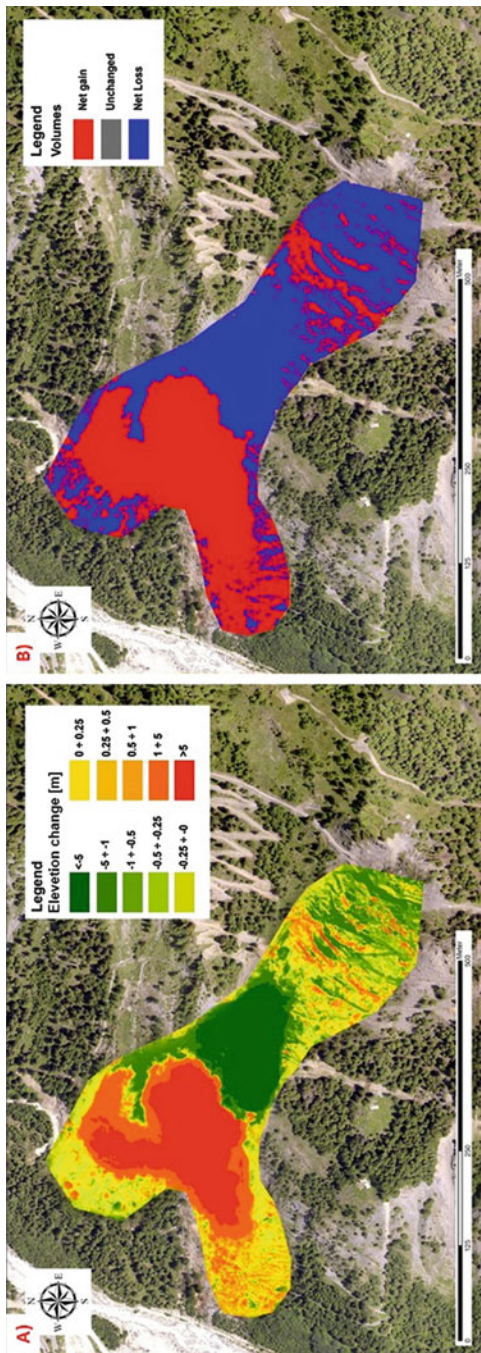 A)
N
W E
S
Legend
Elevetion change [m]
<-5
-5 ÷ -1
-1 ÷ -0.5
-0.5 ÷ -0.25
-0.25 ÷ -0
0 ÷ 0.25
0.25 ÷ 0.5
0.5 ÷ 1
1 ÷ 5
>5
0 125 250 500
Meter
B)
N
W E
S
Legend
Volumes
Net gain
Unchanged
Net Loss
0 125 250 500
Meter